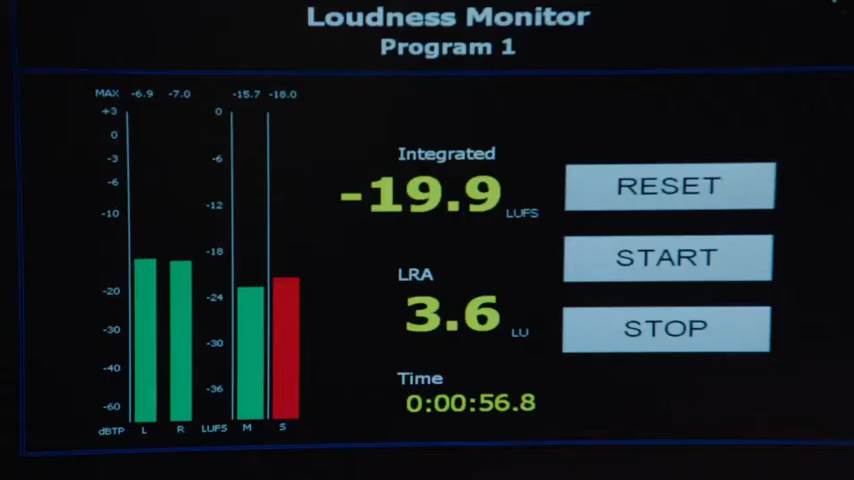 Loudness Monitor
Program 1
MAX -6.9 -7.0 -15.7 -18.0
+3
0
-3
-6
-10
-20
-30
-40
-60
dBTP L R
0
-6
-12
-18
-24
-30
-36
LUFS M S
Integrated
-19.9 LUFS
LRA
3.6 LU
Time
0:00:56.8
RESET
START
STOP